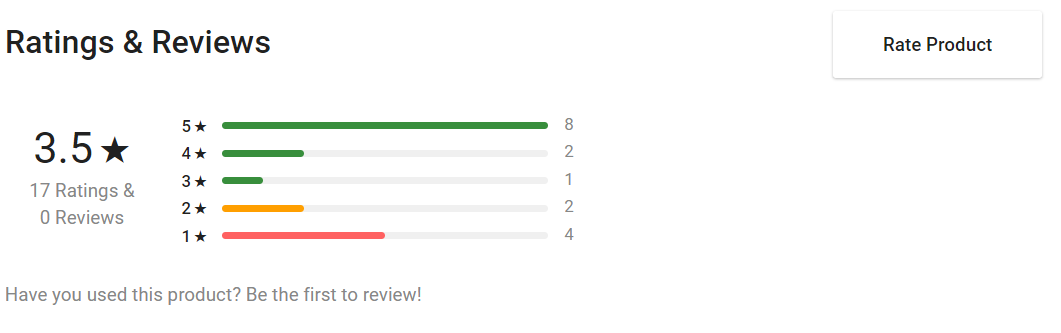 Ratings & Reviews
Rate Product
3.5 ★
17 Ratings &
0 Reviews
5 ★ 8
4 ★ 2
3 ★ 1
2 ★ 2
1 ★ 4
Have you used this product? Be the first to review!